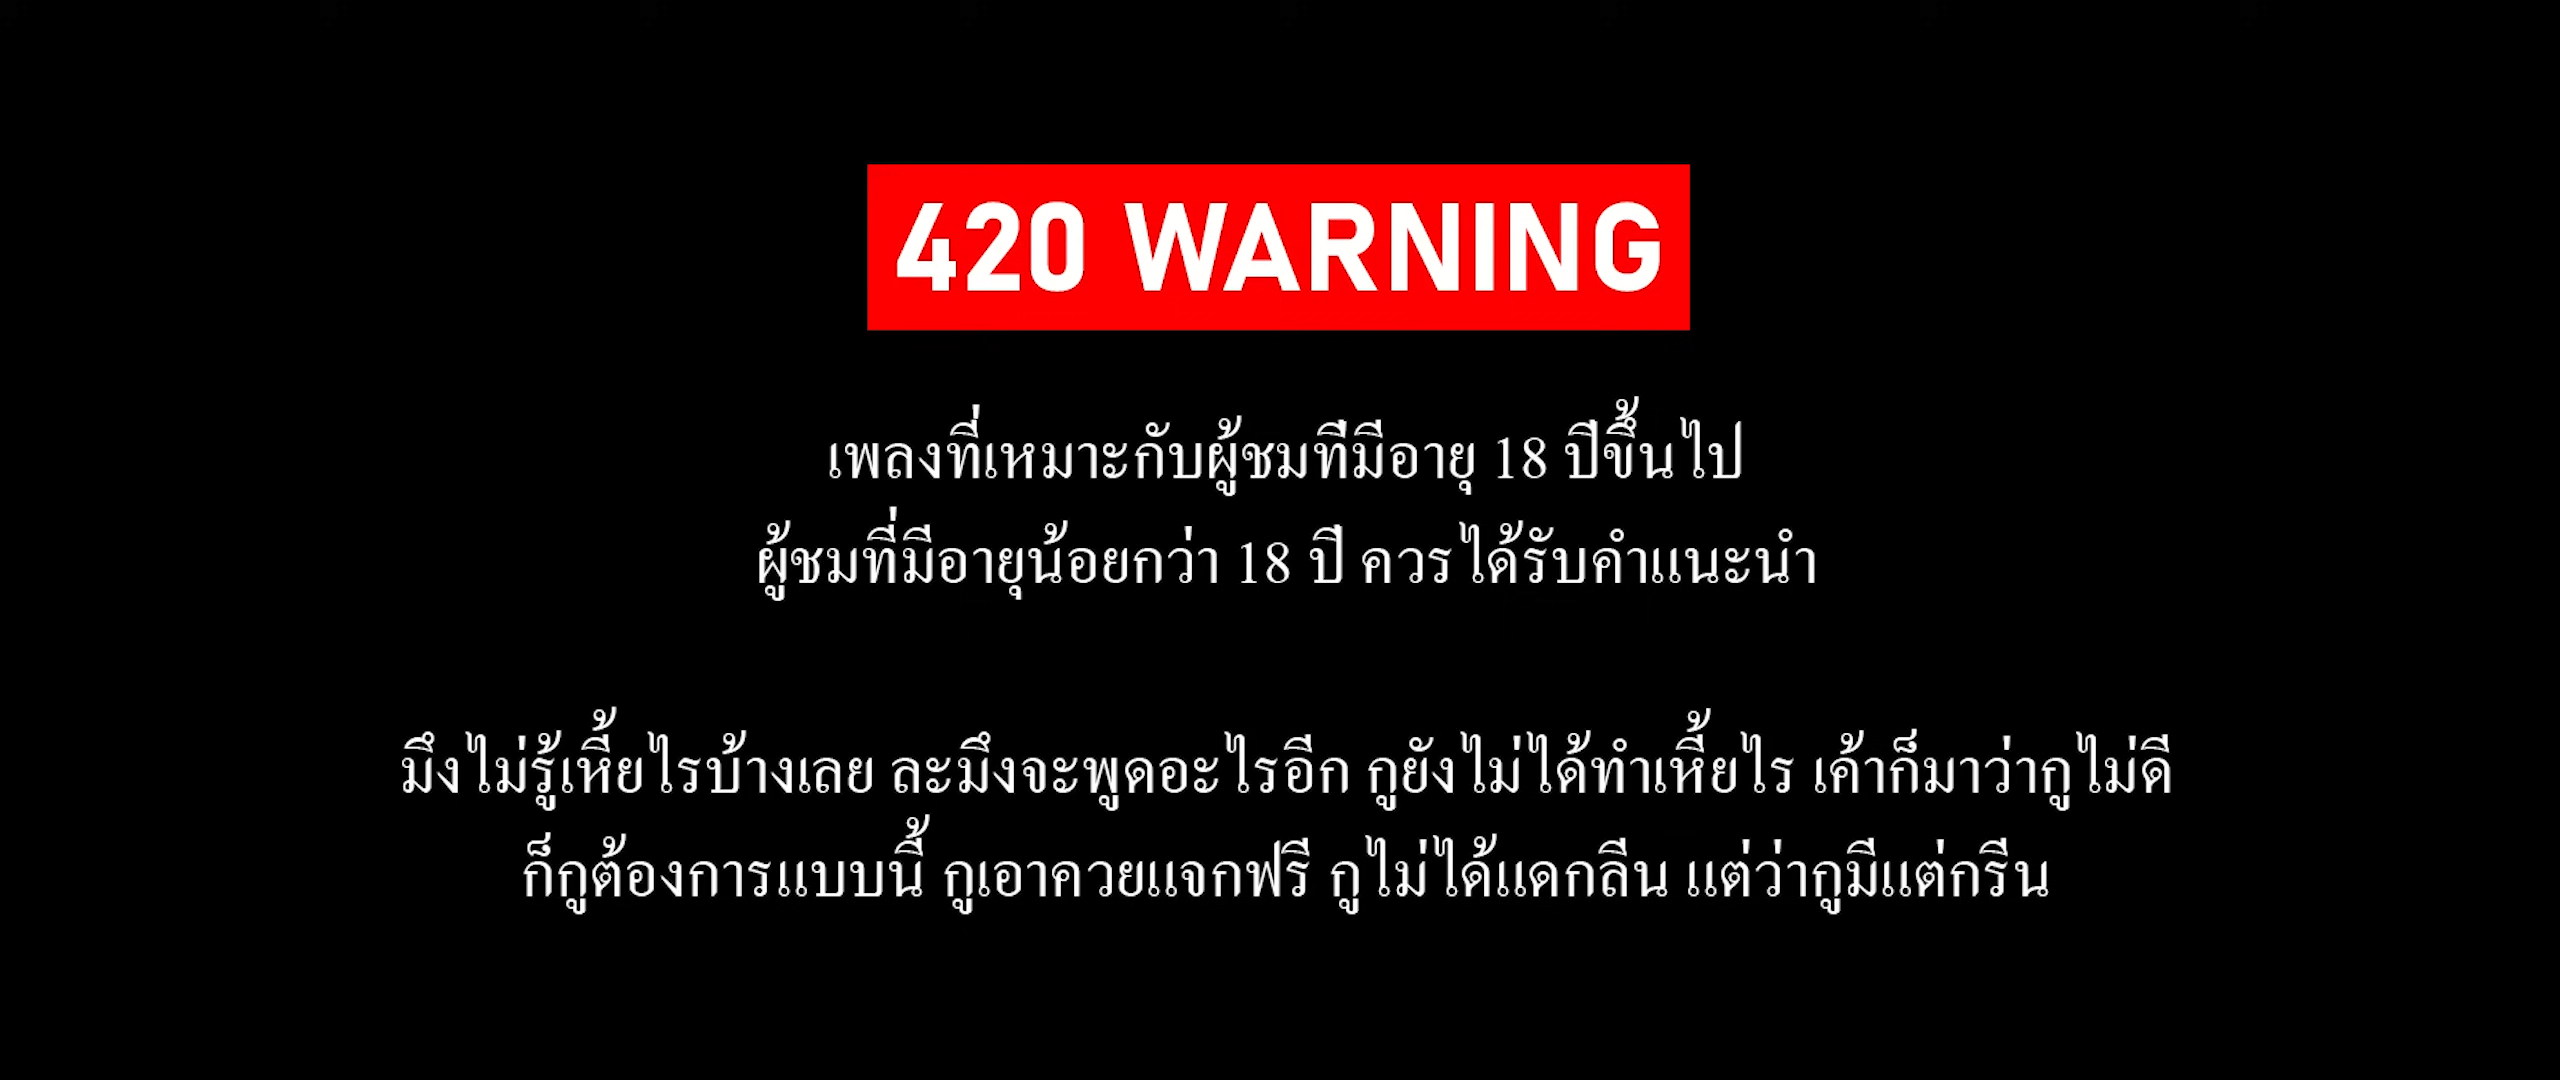 420 WARNING
เพลงที่เหมาะกับผู้ชมที่มีอายุ 18 ปีขึ้นไป
ผู้ชมที่มีอายุน้อยกว่า 18 ปี ควรได้รับคำแนะนำ
มึงไม่รู้เหี้ยไรบ้างเลย ละมึงจะพูดอะไรอีก กูยังไม่ได้ทำเหี้ยไร เค้าก็มาว่ากูไม่ดี
ก็กูต้องการแบบนี้ กูเอาควยแจกฟรี กูไม่ได้แดกลีน แต่ว่ากูมีแต่กรีน